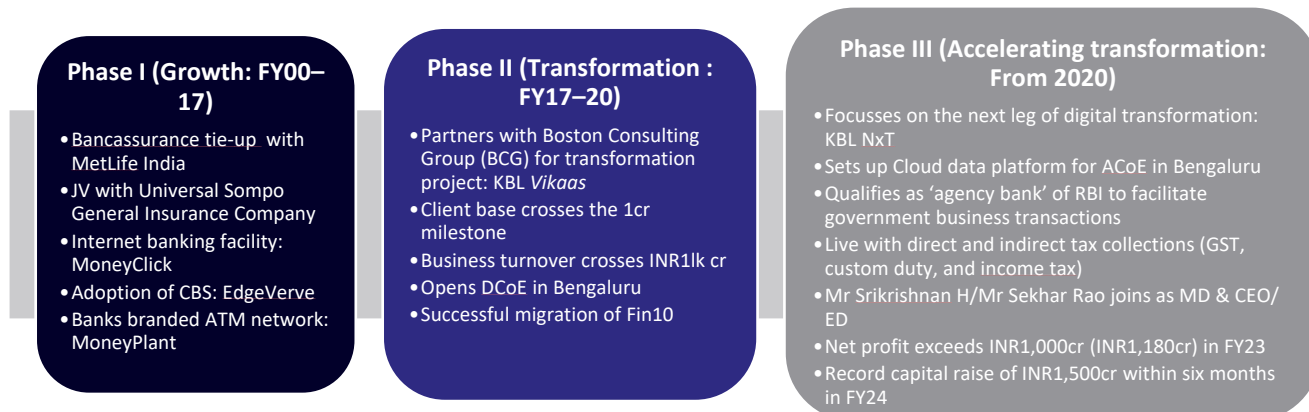 Phase I (Growth: FY00–
17)
•Bancassurance tie-up with
MetLife India
•JV with Universal Sompo
General Insurance Company
•Internet banking facility:
MoneyClick
•Adoption of CBS: EdgeVerve
•Banks branded ATM network:
MoneyPlant
Phase II (Transformation :
FY17–20)
•Partners with Boston Consulting
Group (BCG) for transformation
project: KBL Vikaas
•Client base crosses the 1cr
milestone
•Business turnover crosses INR1lk cr
•Opens DCoE in Bengaluru
•Successful migration of Fin10
Phase III (Accelerating transformation:
From 2020)
•Focusses on the next leg of digital transformation:
KBL NxT
•Sets up Cloud data platform for ACoE in Bengaluru
•Qualifies as ‘agency bank’ of RBI to facilitate
government business transactions
•Live with direct and indirect tax collections (GST,
custom duty, and income tax)
•Mr Srikrishnan H/Mr Sekhar Rao joins as MD & CEO/
ED
•Net profit exceeds INR1,000cr (INR1,180cr) in FY23
•Record capital raise of INR1,500cr within six months
in FY24